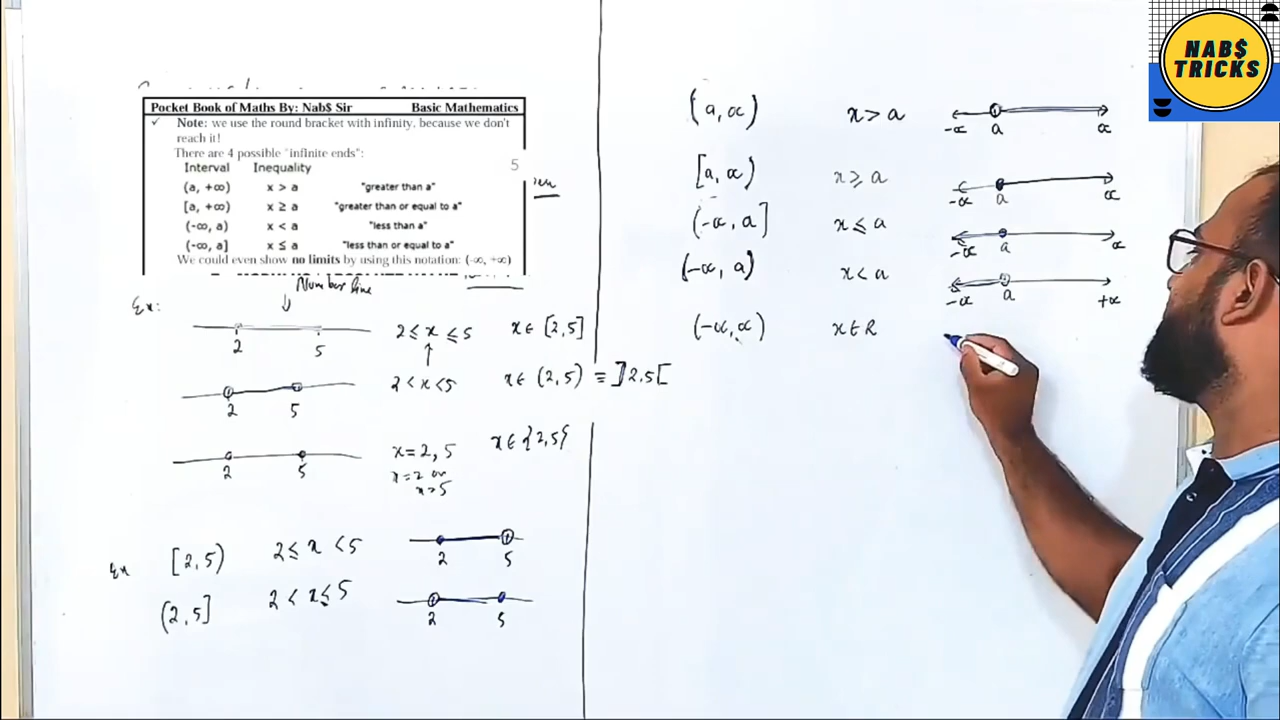 NAB$
TRICKS
Pocket Book of Maths By: Nab$ Sir Basic Mathematics
✓ Note: we use the round bracket with infinity, because we don't
reach it!
There are 4 possible "infinite ends":
5
Interval Inequality
(a, +∞) x > a "greater than a"
[a, +∞) x ≥ a "greater than or equal to a"
(-∞, a) x < a "less than a"
(-∞, a] x ≤ a "less than or equal to a"
We could even show no limits by using this notation: (-∞, +∞)
Number line
Ex:
2 5 2 ≤ x ≤ 5 x ∈ [2,5]
2 5 2 < x < 5 x ∈ (2,5) ≡ ]2.5[
2 5 x = 2, 5 x ∈ {2,5}
x = 2 or
x = 5
Ex [2,5) 2 ≤ x < 5 2 5
(2,5] 2 < x ≤ 5 2 5
(a, ∞) x > a -∞ a ∞
[a, ∞) x ≥ a -∞ a ∞
(-∞, a] x ≤ a -∞ a ∞
(-∞, a) x < a -∞ a +∞
(-∞, ∞) x ∈ R